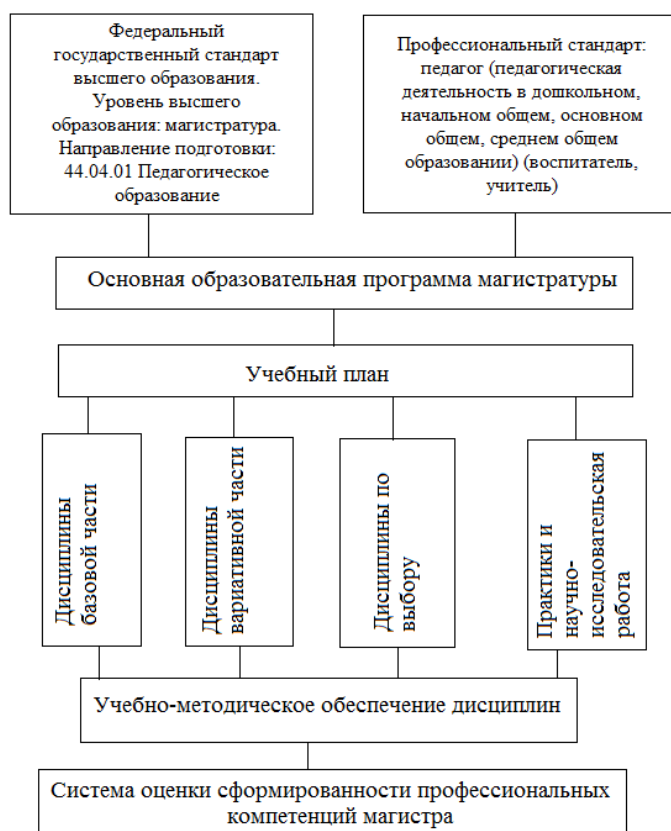 Федеральный
государственный стандарт
высшего образования.
Уровень высшего
образования: магистратура.
Направление подготовки:
44.04.01 Педагогическое
образование
Профессиональный стандарт:
педагог (педагогическая
деятельность в дошкольном,
начальном общем, основном
общем, среднем общем
образовании) (воспитатель,
учитель)
Основная образовательная программа магистратуры
Учебный план
Дисциплины
базовой части
Дисциплины
вариативной части
Дисциплины по
выбору
Практики и
научно-
исследовательская
работа
Учебно-методическое обеспечение дисциплин
Система оценки сформированности профессиональных
компетенций магистра